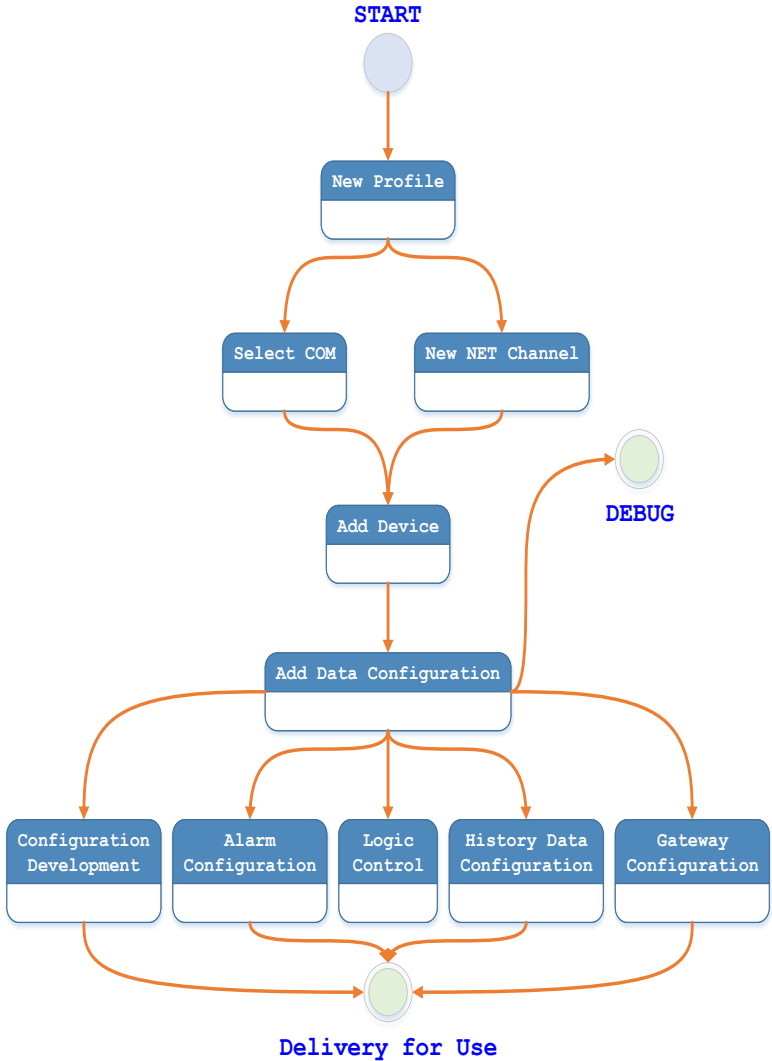 START
New Profile
Select COM
New NET Channel
DEBUG
Add Device
Add Data Configuration
Configuration
Development
Alarm
Configuration
Logic
Control
History Data
Configuration
Gateway
Configuration
Delivery for Use